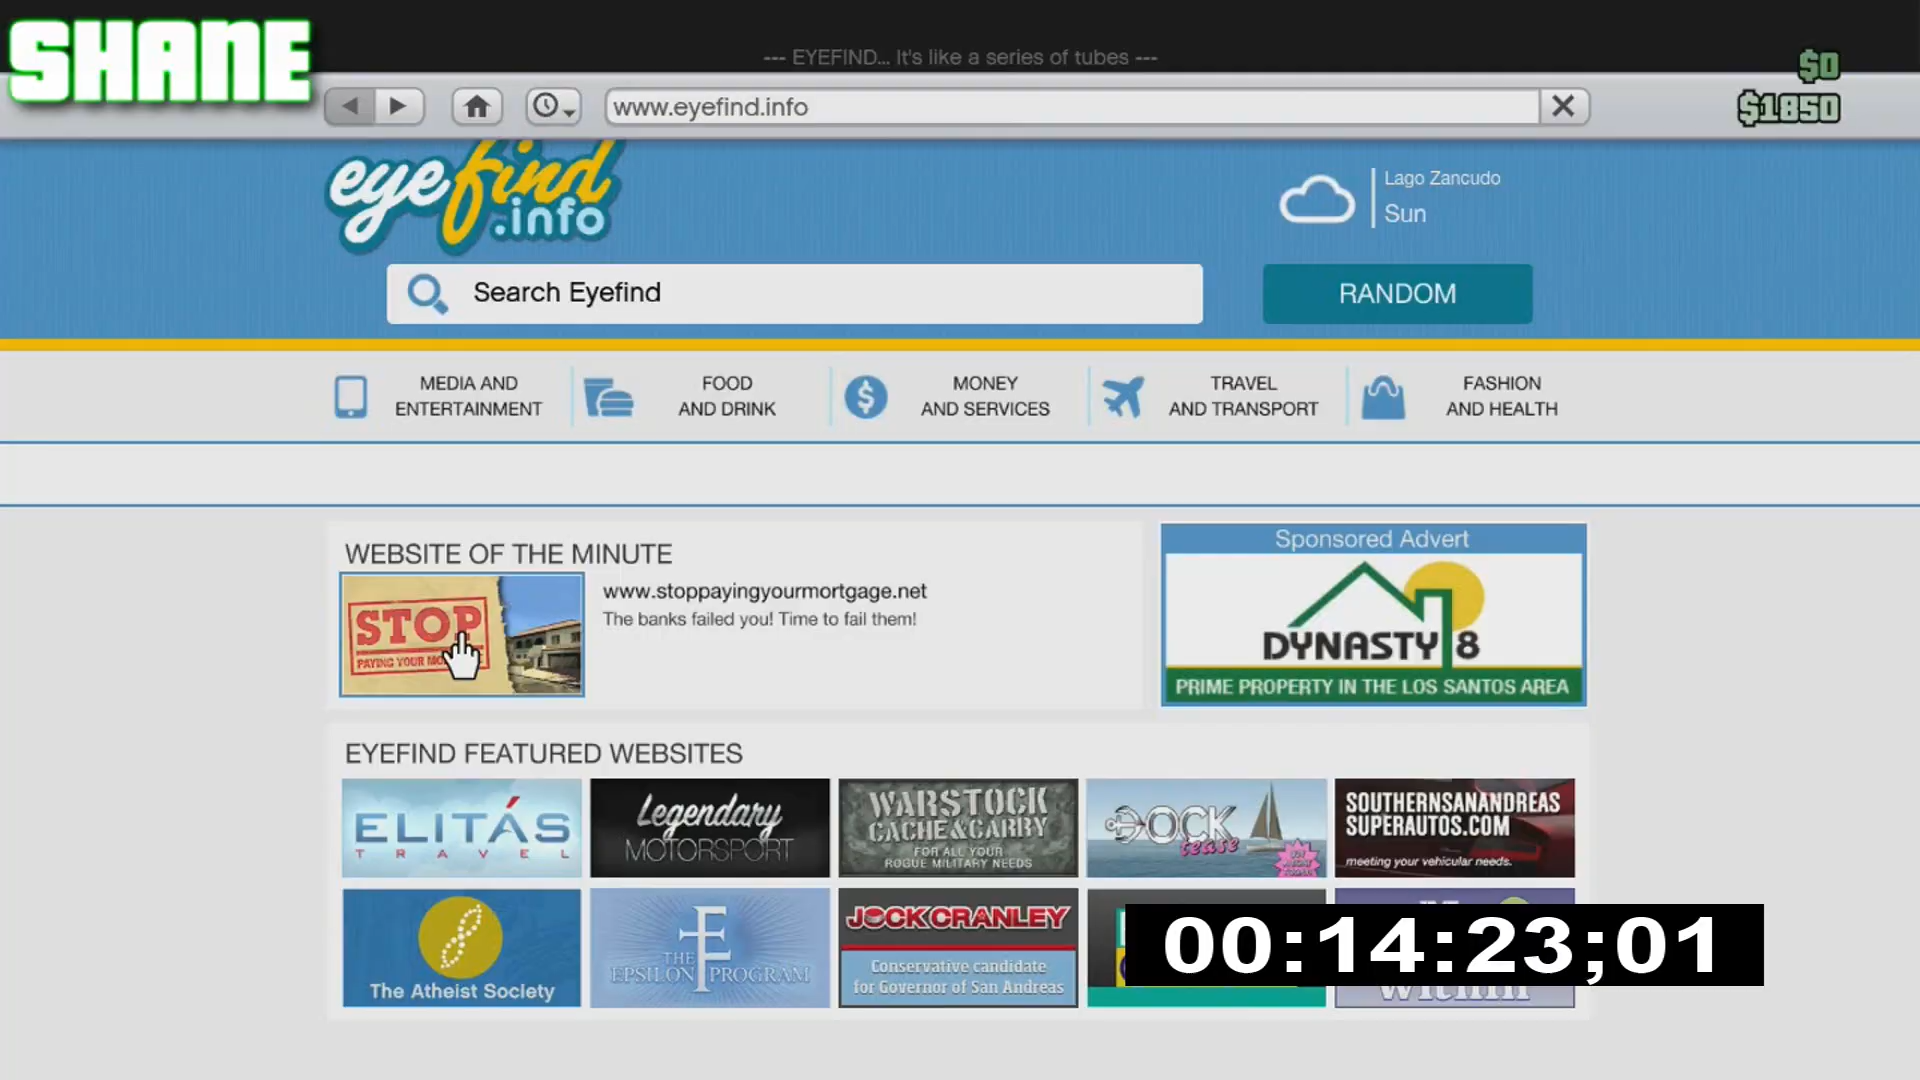 SHANE
--- EYEFIND... It's like a series of tubes ---
$0
www.eyefind.info
$1850
eyefind
.info
Lago Zancudo
Sun
Search Eyefind
RANDOM
MEDIA AND
ENTERTAINMENT
FOOD
AND DRINK
MONEY
AND SERVICES
TRAVEL
AND TRANSPORT
FASHION
AND HEALTH
WEBSITE OF THE MINUTE
STOP
PAYING YOUR
www.stoppayingyourmortgage.net
The banks failed you! Time to fail them!
Sponsored Advert
DYNASTY 8
PRIME PROPERTY IN THE LOS SANTOS AREA
EYEFIND FEATURED WEBSITES
ELITÁS
TRAVEL
Legendary
MOTORSPORT
WARSTOCK
CACHE&CARRY
FOR ALL YOUR
ROGUE MILITARY NEEDS
DOCK
tease
SOUTHERNSANANDREAS
SUPERAUTOS.COM
meeting your vehicular needs.
The Atheist Society
THE
EPSILON PROGRAM
JOCK CRANLEY
Conservative candidate
for Governor of San Andreas
00:14:23;01